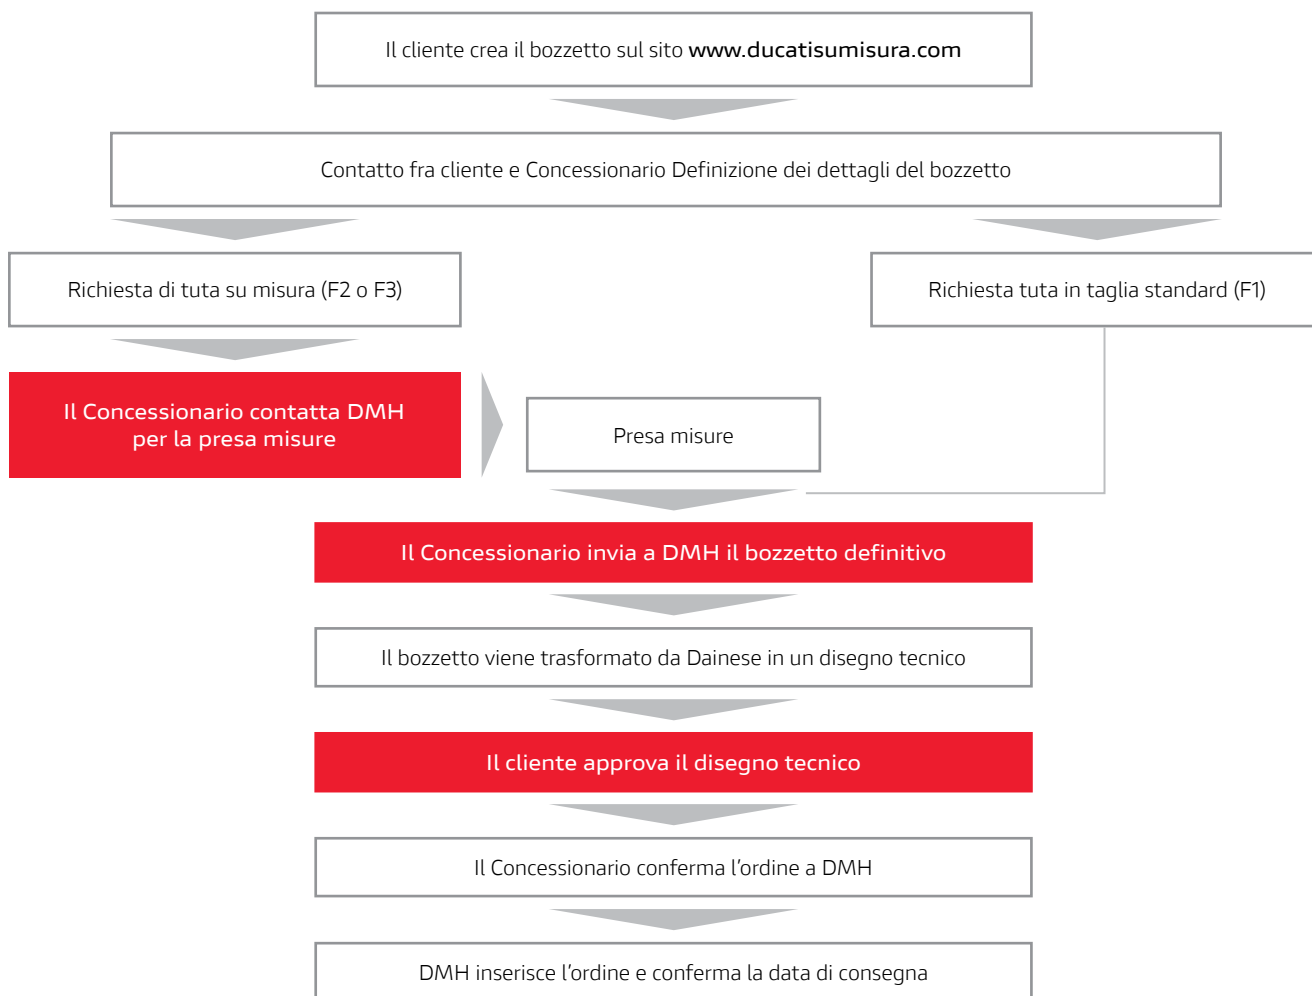 Il cliente crea il bozzetto sul sito www.ducatisumisura.com
Contatto fra cliente e Concessionario Definizione dei dettagli del bozzetto
Richiesta di tuta su misura (F2 o F3)
Richiesta tuta in taglia standard (F1)
Il Concessionario contatta DMH
per la presa misure
Presa misure
Il Concessionario invia a DMH il bozzetto definitivo
Il bozzetto viene trasformato da Dainese in un disegno tecnico
Il cliente approva il disegno tecnico
Il Concessionario conferma l’ordine a DMH
DMH inserisce l’ordine e conferma la data di consegna